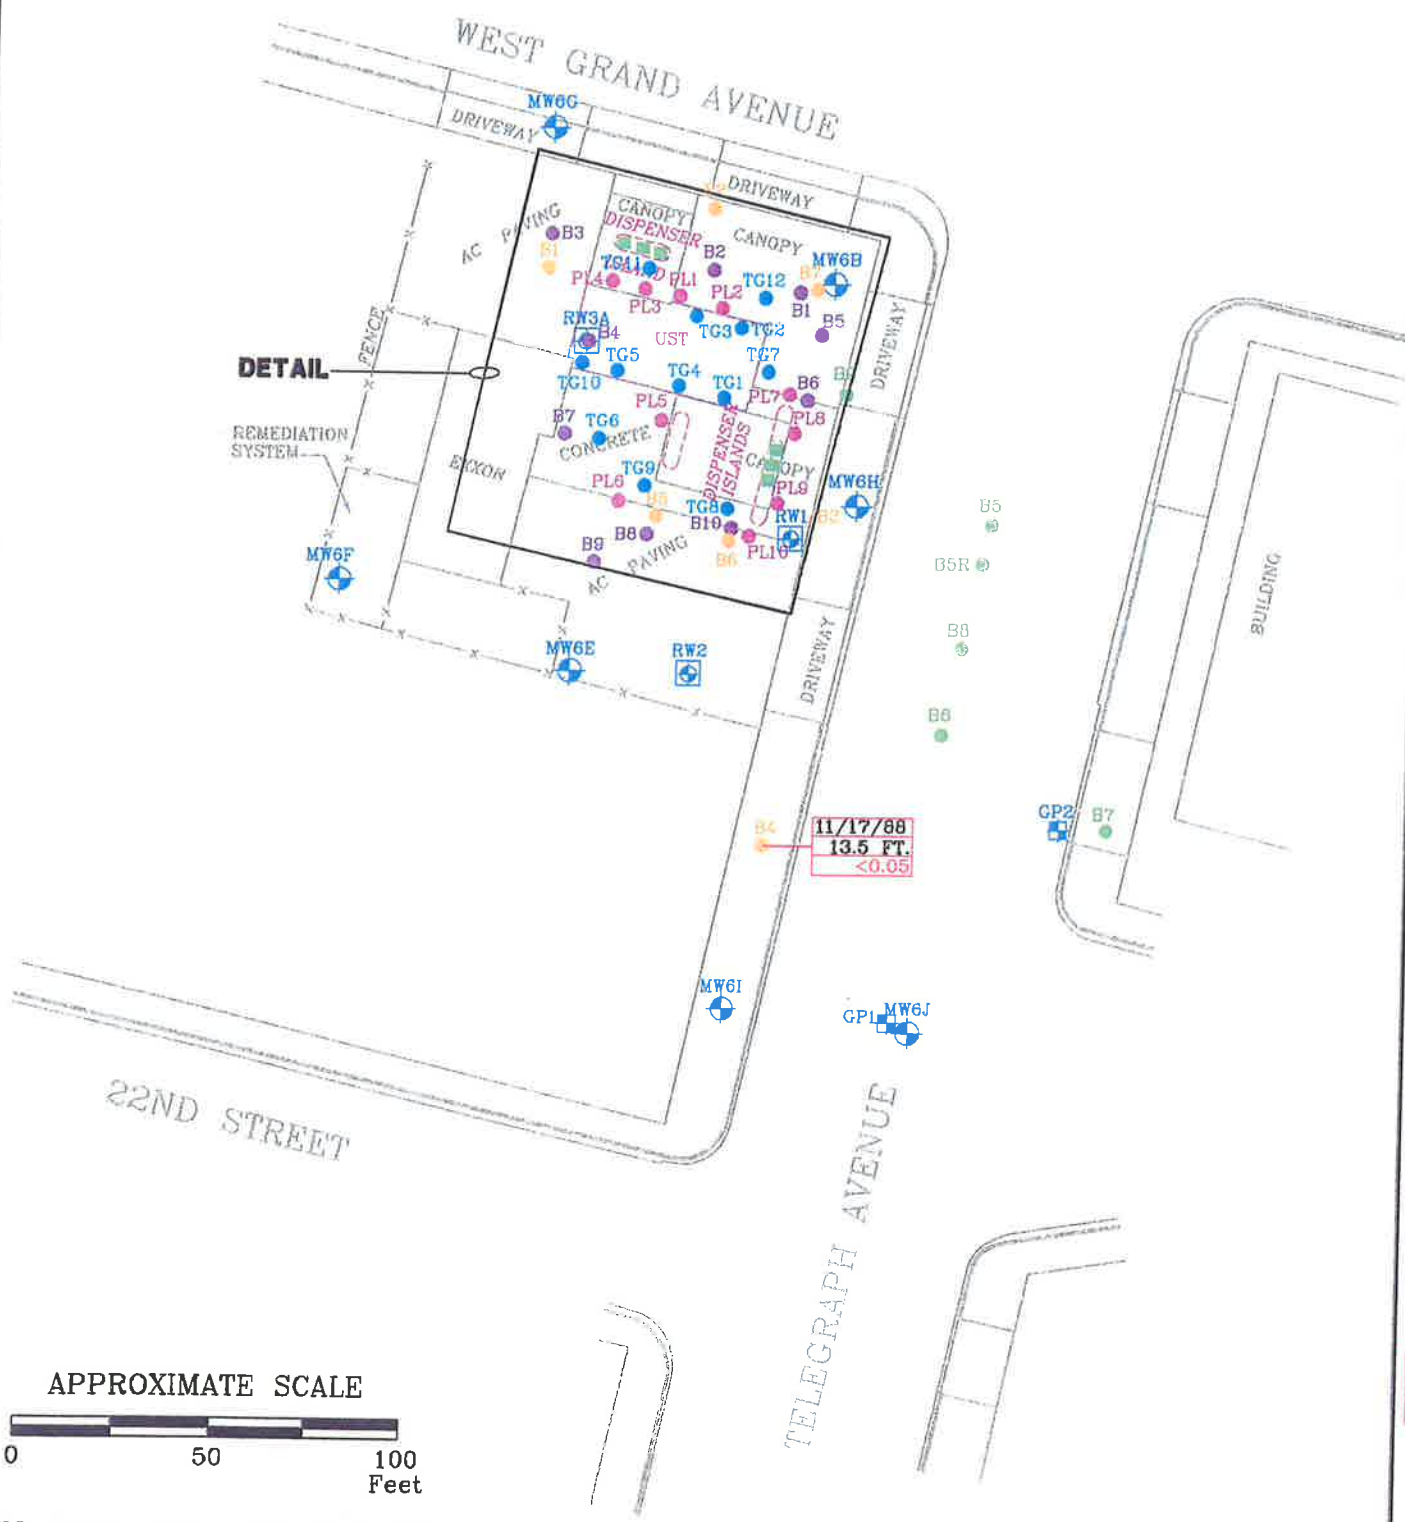 WEST GRAND AVENUE
MW6G
DRIVEWAY
DRIVEWAY
AC PAVING
B3
B1
CANOPY
DISPENSER
CANOPY
B2
MW6B
TG11
PL4
PL3
PL1
PL2
TG12
B7
B1
RW3A
B4
UST
TG3
TG2
B5
FENCE
DRIVEWAY
DETAIL
TG10
TG5
TG4
TG1
TG7
PL7
B6
PL5
PL8
B7
TG6
CONCRETE
DISPENSER
ISLANDS
CANOPY
REMEDIATION
SYSTEM
EXXON
PL6
TG9
B5
TG8
B10
PL9
RW1
B2
MW6H
B8
B6
PL10
B9
AC PAVING
B5
B5R
B8
B6
BUILDING
MW6F
MW6E
RW2
DRIVEWAY
B4
11/17/88
13.5 FT.
<0.05
GP2
B7
MW6I
GP1
MW6J
22ND STREET
TELEGRAPH AVENUE
APPROXIMATE SCALE
0
50
100
Feet